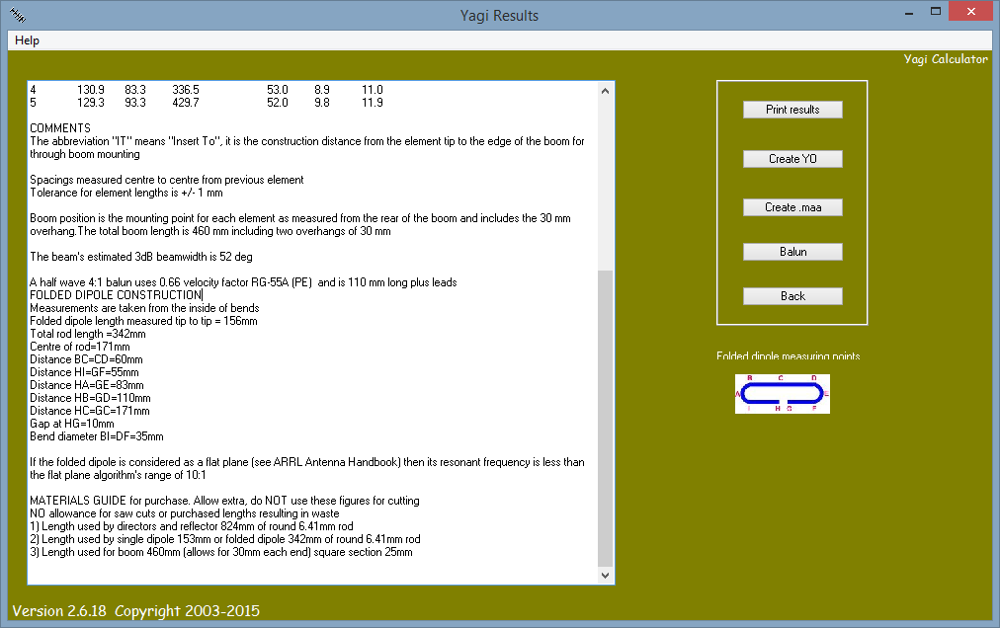 Yagi Results
Help
Yagi Calculator
4 130.9 83.3 336.5 53.0 8.9 11.0
5 129.3 93.3 429.7 52.0 9.8 11.9
COMMENTS
The abbreviation "IT" means "Insert To", it is the construction distance from the element tip to the edge of the boom for
through boom mounting
Spacings measured centre to centre from previous element
Tolerance for element lengths is +/- 1 mm
Boom position is the mounting point for each element as measured from the rear of the boom and includes the 30 mm
overhang.The total boom length is 460 mm including two overhangs of 30 mm
The beam's estimated 3dB beamwidth is 52 deg
A half wave 4:1 balun uses 0.66 velocity factor RG-55A (PE)  and is 110 mm long plus leads
FOLDED DIPOLE CONSTRUCTION
Measurements are taken from the inside of bends
Folded dipole length measured tip to tip = 156mm
Total rod length =342mm
Centre of rod=171mm
Distance BC=CD=60mm
Distance HI=GF=55mm
Distance HA=GE=83mm
Distance HB=GD=110mm
Distance HC=GC=171mm
Gap at HG=10mm
Bend diameter BI=DF=35mm
If the folded dipole is considered as a flat plane (see ARRL Antenna Handbook) then its resonant frequency is less than
the flat plane algorithm's range of 10:1
MATERIALS GUIDE for purchase. Allow extra, do NOT use these figures for cutting
NO allowance for saw cuts or purchased lengths resulting in waste
1) Length used by directors and reflector 824mm of round 6.41mm rod
2) Length used by single dipole 153mm or folded dipole 342mm of round 6.41mm rod
3) Length used for boom 460mm (allows for 30mm each end) square section 25mm
Print results
Create YO
Create .maa
Balun
Back
Folded dipole measuring points
B C D
A E
I H G F
Version 2.6.18  Copyright 2003-2015